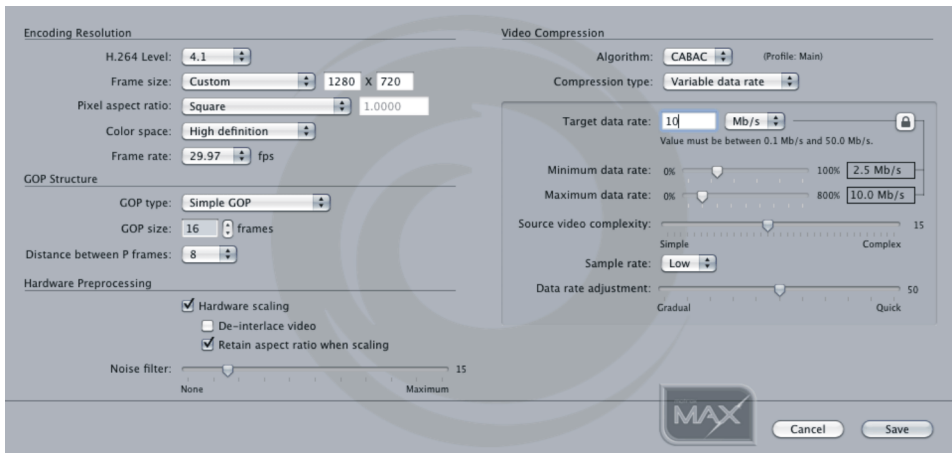 Encoding Resolution
H.264 Level: 4.1
Frame size: Custom 1280 X 720
Pixel aspect ratio: Square 1.0000
Color space: High definition
Frame rate: 29.97 fps
GOP Structure
GOP type: Simple GOP
GOP size: 16 frames
Distance between P frames: 8
Hardware Preprocessing
Hardware scaling
De-interlace video
Retain aspect ratio when scaling
Noise filter: 15
None Maximum
Video Compression
Algorithm: CABAC (Profile: Main)
Compression type: Variable data rate
Target data rate: 10 Mb/s
Value must be between 0.1 Mb/s and 50.0 Mb/s.
Minimum data rate: 0% 100% 2.5 Mb/s
Maximum data rate: 0% 800% 10.0 Mb/s
Source video complexity: 15
Simple Complex
Sample rate: Low
Data rate adjustment: 50
Gradual Quick
MAX
Cancel Save